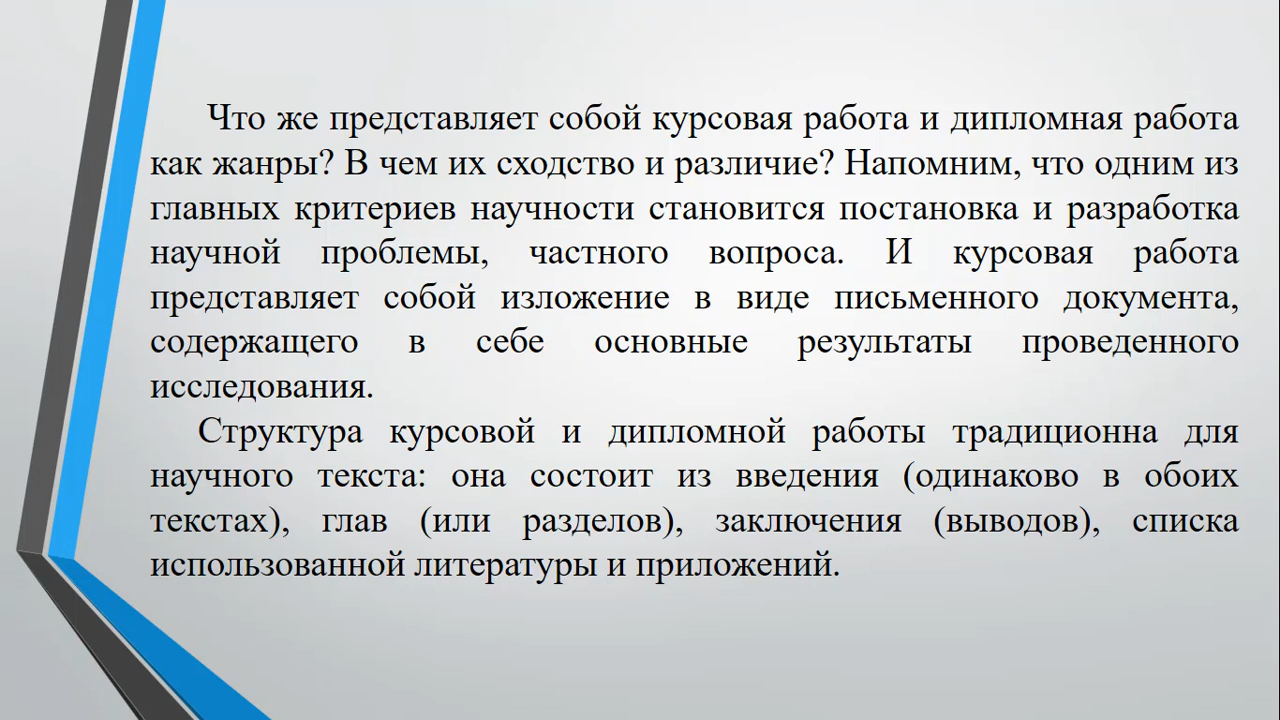 Что же представляет собой курсовая работа и дипломная работа
как жанры? В чем их сходство и различие? Напомним, что одним из
главных критериев научности становится постановка и разработка
научной проблемы, частного вопроса. И курсовая работа
представляет собой изложение в виде письменного документа,
содержащего в себе основные результаты проведенного
исследования.
Структура курсовой и дипломной работы традиционна для
научного текста: она состоит из введения (одинаково в обоих
текстах), глав (или разделов), заключения (выводов), списка
использованной литературы и приложений.